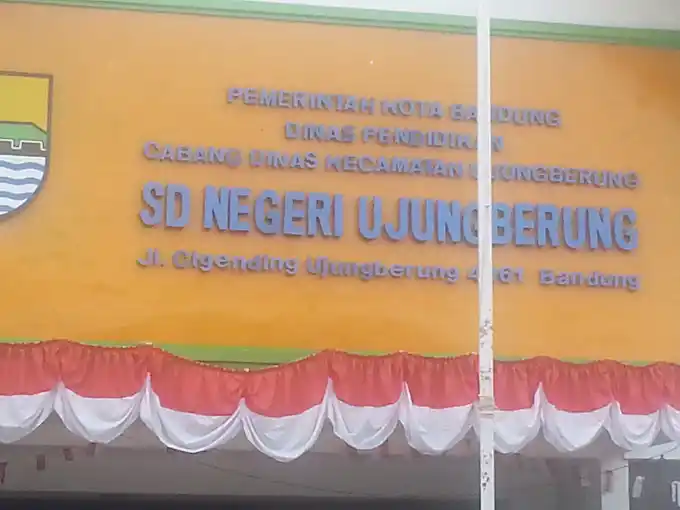 PEMERINTAH KOTA BANDUNG
DINAS PENDIDIKAN
CABANG DINAS KECAMATAN UJUNGBERUNG
SD NEGERI UJUNGBERUNG
Jl. Cigending Ujungberung Bandung